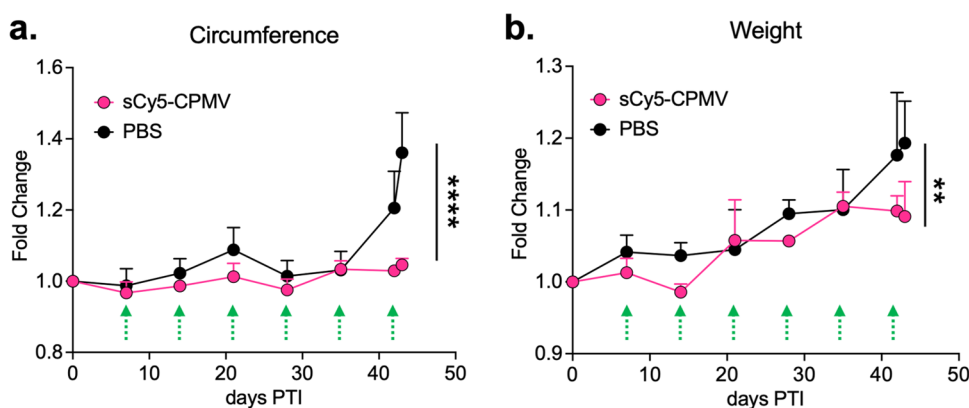 a.
Circumference
1.6
1.4
1.2
1.0
0.8
Fold Change
sCy5-CPMV
PBS
****
0 10 20 30 40 50
days PTI
b.
Weight
1.3
1.2
1.1
1.0
0.9
Fold Change
sCy5-CPMV
PBS
**
0 10 20 30 40 50
days PTI